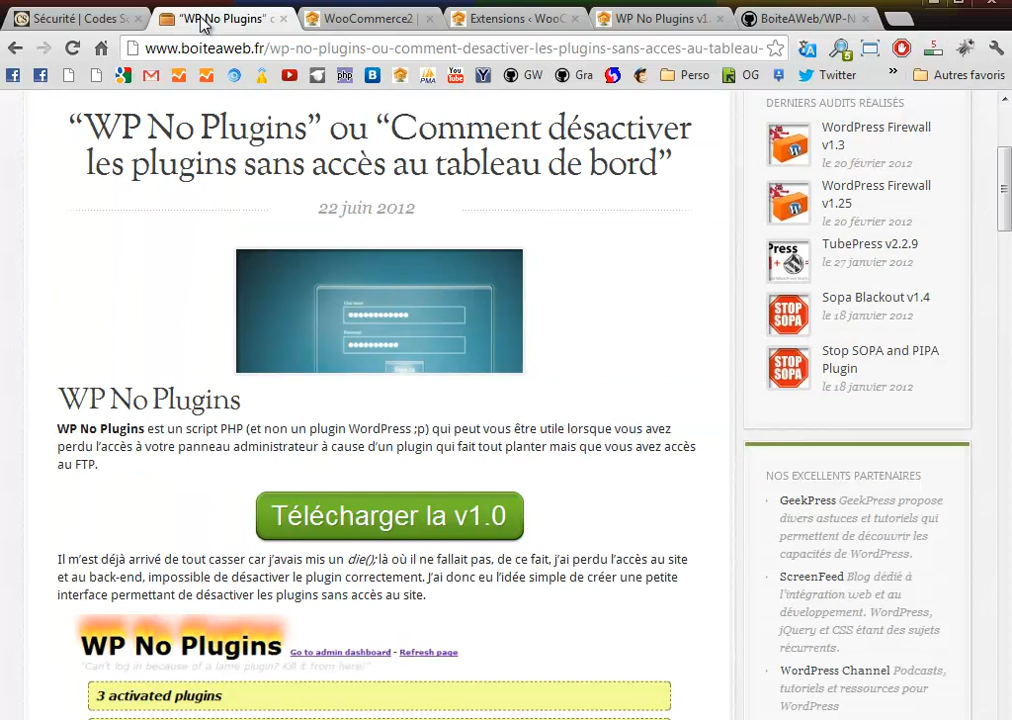 Sécurité | Codes S
"WP No Plugins" c
WooCommerce2 |
Extensions ‹ WooC
WP No Plugins v1.
BoiteAWeb/WP-N
www.boiteaweb.fr/wp-no-plugins-ou-comment-desactiver-les-plugins-sans-acces-au-tableau-
GW
Gra
Perso
OG
Twitter
»
Autres favoris
“WP No Plugins” ou “Comment désactiver
les plugins sans accès au tableau de bord”
22 juin 2012
WP No Plugins
WP No Plugins est un script PHP (et non un plugin WordPress ;p) qui peut vous être utile lorsque vous avez
perdu l’accès à votre panneau administrateur à cause d’un plugin qui fait tout planter mais que vous avez accès
au FTP.
Télécharger la v1.0
Il m’est déjà arrivé de tout casser car j’avais mis un die(); là où il ne fallait pas, de ce fait, j’ai perdu l’accès au site
et au back-end, impossible de désactiver le plugin correctement. J’ai donc eu l’idée simple de créer une petite
interface permettant de désactiver les plugins sans accès au site.
WP No Plugins Go to admin dashboard - Refresh page
"Can't log in because of a lame plugin? Kill it from here!"
3 activated plugins
DERNIERS AUDITS RÉALISÉS
WordPress Firewall
v1.3
le 20 février 2012
WordPress Firewall
v1.25
le 20 février 2012
TubePress v2.2.9
le 27 janvier 2012
Sopa Blackout v1.4
le 18 janvier 2012
Stop SOPA and PIPA
Plugin
le 18 janvier 2012
STOP
SOPA
STOP
SOPA
NOS EXCELLENTS PARTENAIRES
GeekPress GeekPress propose
divers astuces et tutoriels qui
permettent de découvrir les
capacités de WordPress.
ScreenFeed Blog dédié à
l’intégration web et au
développement. WordPress,
jQuery et CSS étant des sujets
récurrents.
WordPress Channel Podcasts,
tutoriels et ressources pour
WordPress